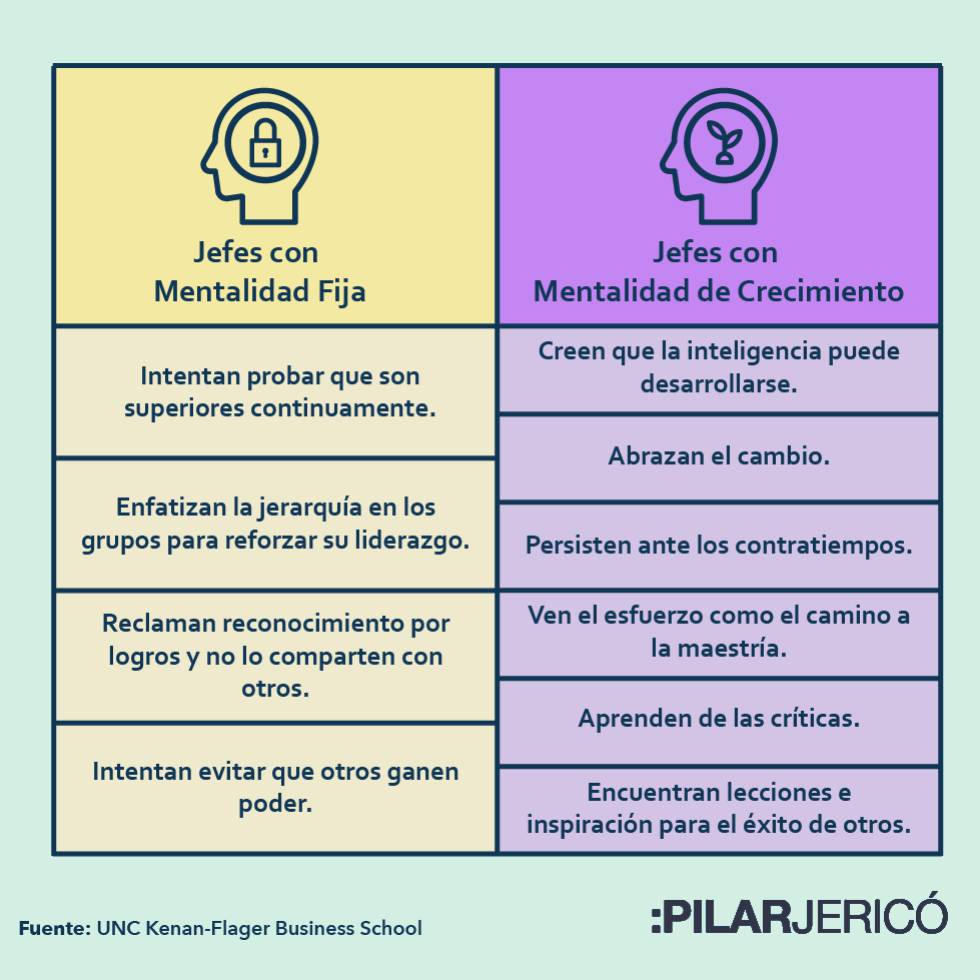 Jefes con
Mentalidad Fija
Intentan probar que son
superiores continuamente.
Enfatizan la jerarquía en los
grupos para reforzar su liderazgo.
Reclaman reconocimiento por
logros y no lo comparten con
otros.
Intentan evitar que otros ganen
poder.
Jefes con
Mentalidad de Crecimiento
Creen que la inteligencia puede
desarrollarse.
Abrazan el cambio.
Persisten ante los contratiempos.
Ven el esfuerzo como el camino a
la maestría.
Aprenden de las críticas.
Encuentran lecciones e
inspiración para el éxito de otros.
Fuente: UNC Kenan-Flager Business School
:PILARJERICÓ